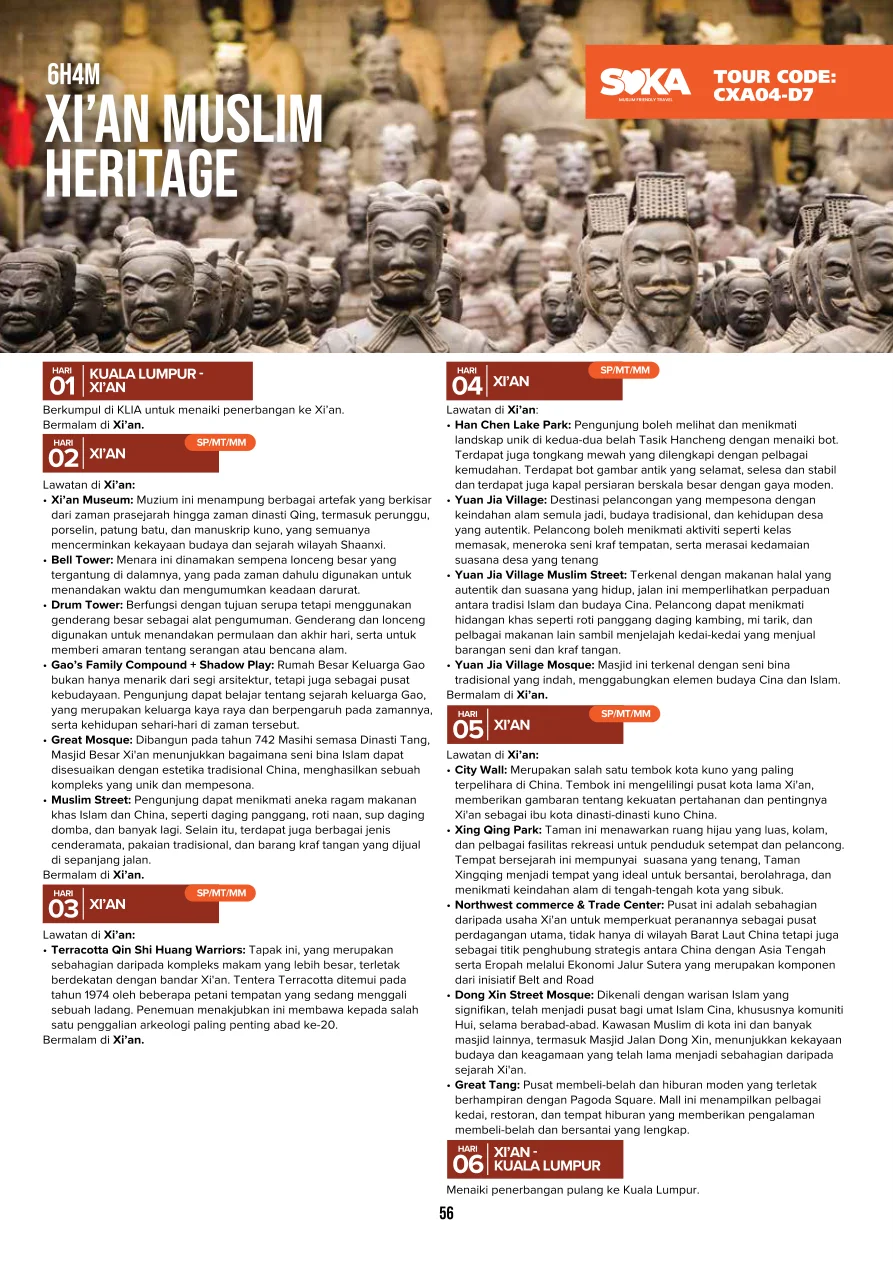 6H4M
XI'AN MUSLIM
HERITAGE
SOKA
MUSLIM FRIENDLY TRAVEL
TOUR CODE:
CXA04-D7
HARI
01
KUALA LUMPUR -
XI'AN
Berkumpul di KLIA untuk menaiki penerbangan ke Xi'an.
Bermalam di Xi'an.
HARI
02
XI'AN
SP/MT/MM
Lawatan di Xi'an:
• Xi'an Museum: Muzium ini menampung berbagai artefak yang berkisar
dari zaman prasejarah hingga zaman dinasti Qing, termasuk perunggu,
porselin, patung batu, dan manuskrip kuno, yang semuanya
mencerminkan kekayaan budaya dan sejarah wilayah Shaanxi.
• Bell Tower: Menara ini dinamakan sempena lonceng besar yang
tergantung di dalamnya, yang pada zaman dahulu digunakan untuk
menandakan waktu dan mengumumkan keadaan darurat.
• Drum Tower: Berfungsi dengan tujuan serupa tetapi menggunakan
genderang besar sebagai alat pengumuman. Genderang dan lonceng
digunakan untuk menandakan permulaan dan akhir hari, serta untuk
memberi amaran tentang serangan atau bencana alam.
• Gao's Family Compound + Shadow Play: Rumah Besar Keluarga Gao
bukan hanya menarik dari segi arsitektur, tetapi juga sebagai pusat
kebudayaan. Pengunjung dapat belajar tentang sejarah keluarga Gao,
yang merupakan keluarga kaya raya dan berpengaruh pada zamannya,
serta kehidupan sehari-hari di zaman tersebut.
• Great Mosque: Dibangun pada tahun 742 Masihi semasa Dinasti Tang,
Masjid Besar Xi'an menunjukkan bagaimana seni bina Islam dapat
disesuaikan dengan estetika tradisional China, menghasilkan sebuah
kompleks yang unik dan mempesona.
• Muslim Street: Pengunjung dapat menikmati aneka ragam makanan
khas Islam dan China, seperti daging panggang, roti naan, sup daging
domba, dan banyak lagi. Selain itu, terdapat juga berbagai jenis
cenderamata, pakaian tradisional, dan barang kraf tangan yang dijual
di sepanjang jalan.
Bermalam di Xi'an.
HARI
03
XI'AN
SP/MT/MM
Lawatan di Xi'an:
• Terracotta Qin Shi Huang Warriors: Tapak ini, yang merupakan
sebahagian daripada kompleks makam yang lebih besar, terletak
berdekatan dengan bandar Xi'an. Tentera Terracotta ditemui pada
tahun 1974 oleh beberapa petani tempatan yang sedang menggali
sebuah ladang. Penemuan menakjubkan ini membawa kepada salah
satu penggalian arkeologi paling penting abad ke-20.
Bermalam di Xi'an.
HARI
04
XI'AN
SP/MT/MM
Lawatan di Xi'an:
• Han Chen Lake Park: Pengunjung boleh melihat dan menikmati
landskap unik di kedua-dua belah Tasik Hancheng dengan menaiki bot.
Terdapat juga tongkang mewah yang dilengkapi dengan pelbagai
kemudahan. Terdapat bot gambar antik yang selamat, selesa dan stabil
dan terdapat juga kapal persiaran berskala besar dengan gaya moden.
• Yuan Jia Village: Destinasi pelancongan yang mempesona dengan
keindahan alam semula jadi, budaya tradisional, dan kehidupan desa
yang autentik. Pelancong boleh menikmati aktiviti seperti kelas
memasak, meneroka seni kraf tempatan, serta merasai kedamaian
suasana desa yang tenang
• Yuan Jia Village Muslim Street: Terkenal dengan makanan halal yang
autentik dan suasana yang hidup, jalan ini memperlihatkan perpaduan
antara tradisi Islam dan budaya Cina. Pelancong dapat menikmati
hidangan khas seperti roti panggang daging kambing, mi tarik, dan
pelbagai makanan lain sambil menjelajah kedai-kedai yang menjual
barangan seni dan kraf tangan.
• Yuan Jia Village Mosque: Masjid ini terkenal dengan seni bina
tradisional yang indah, menggabungkan elemen budaya Cina dan Islam.
Bermalam di Xi'an.
HARI
05
XI'AN
SP/MT/MM
Lawatan di Xi'an:
• City Wall: Merupakan salah satu tembok kota kuno yang paling
terpelihara di China. Tembok ini mengelilingi pusat kota lama Xi'an,
memberikan gambaran tentang kekuatan pertahanan dan pentingnya
Xi'an sebagai ibu kota dinasti-dinasti kuno China.
• Xing Qing Park: Taman ini menawarkan ruang hijau yang luas, kolam,
dan pelbagai fasilitas rekreasi untuk penduduk setempat dan pelancong.
Tempat bersejarah ini mempunyai suasana yang tenang, Taman
Xingqing menjadi tempat yang ideal untuk bersantai, berolahraga, dan
menikmati keindahan alam di tengah-tengah kota yang sibuk.
• Northwest commerce & Trade Center: Pusat ini adalah sebahagian
daripada usaha Xi'an untuk memperkuat peranannya sebagai pusat
perdagangan utama, tidak hanya di wilayah Barat Laut China tetapi juga
sebagai titik penghubung strategis antara China dengan Asia Tengah
serta Eropah melalui Ekonomi Jalur Sutera yang merupakan komponen
dari inisiatif Belt and Road
• Dong Xin Street Mosque: Dikenali dengan warisan Islam yang
signifikan, telah menjadi pusat bagi umat Islam Cina, khususnya komuniti
Hui, selama berabad-abad. Kawasan Muslim di kota ini dan banyak
masjid lainnya, termasuk Masjid Jalan Dong Xin, menunjukkan kekayaan
budaya dan keagamaan yang telah lama menjadi sebahagian daripada
sejarah Xi'an.
• Great Tang: Pusat membeli-belah dan hiburan moden yang terletak
berhampiran dengan Pagoda Square. Mall ini menampilkan pelbagai
kedai, restoran, dan tempat hiburan yang memberikan pengalaman
membeli-belah dan bersantai yang lengkap.
HARI
06
XI'AN -
KUALA LUMPUR
Menaiki penerbangan pulang ke Kuala Lumpur.
56